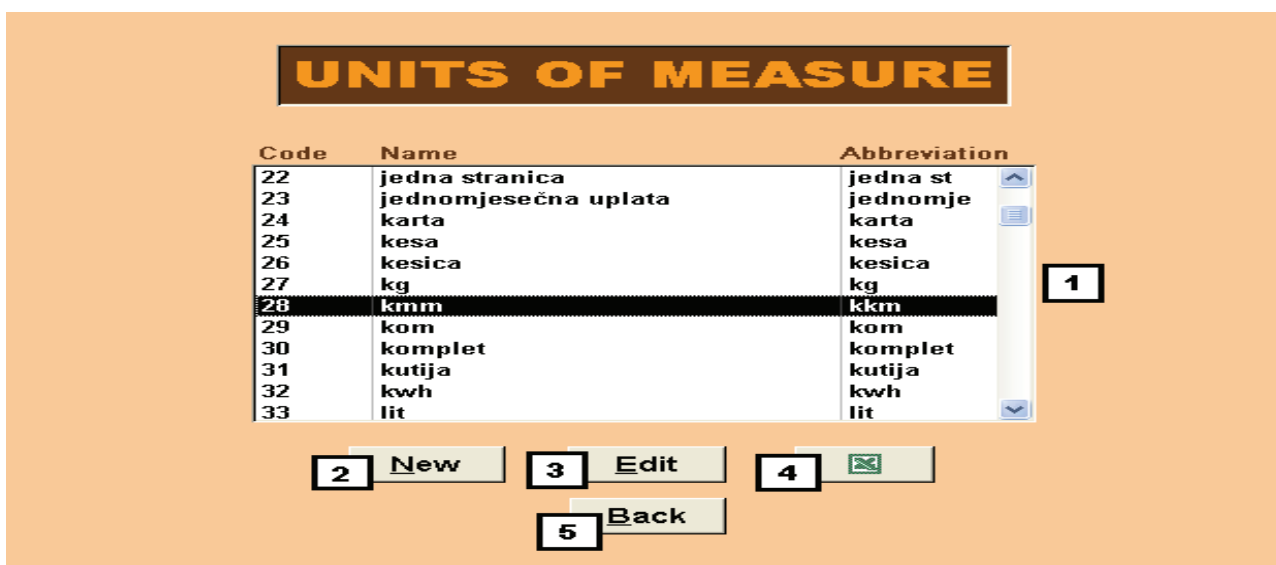 UNITS OF MEASURE
Code Name Abbreviation
22 jedna stranica jedna st
23 jednomjesečna uplata jednomje
24 karta karta
25 kesa kesa
26 kesica kesica
27 kg kg
1
28 kmm kkm
29 kom kom
30 komplet komplet
31 kutija kutija
32 kwh kwh
33 lit lit
2 New 3 Edit 4
5 Back